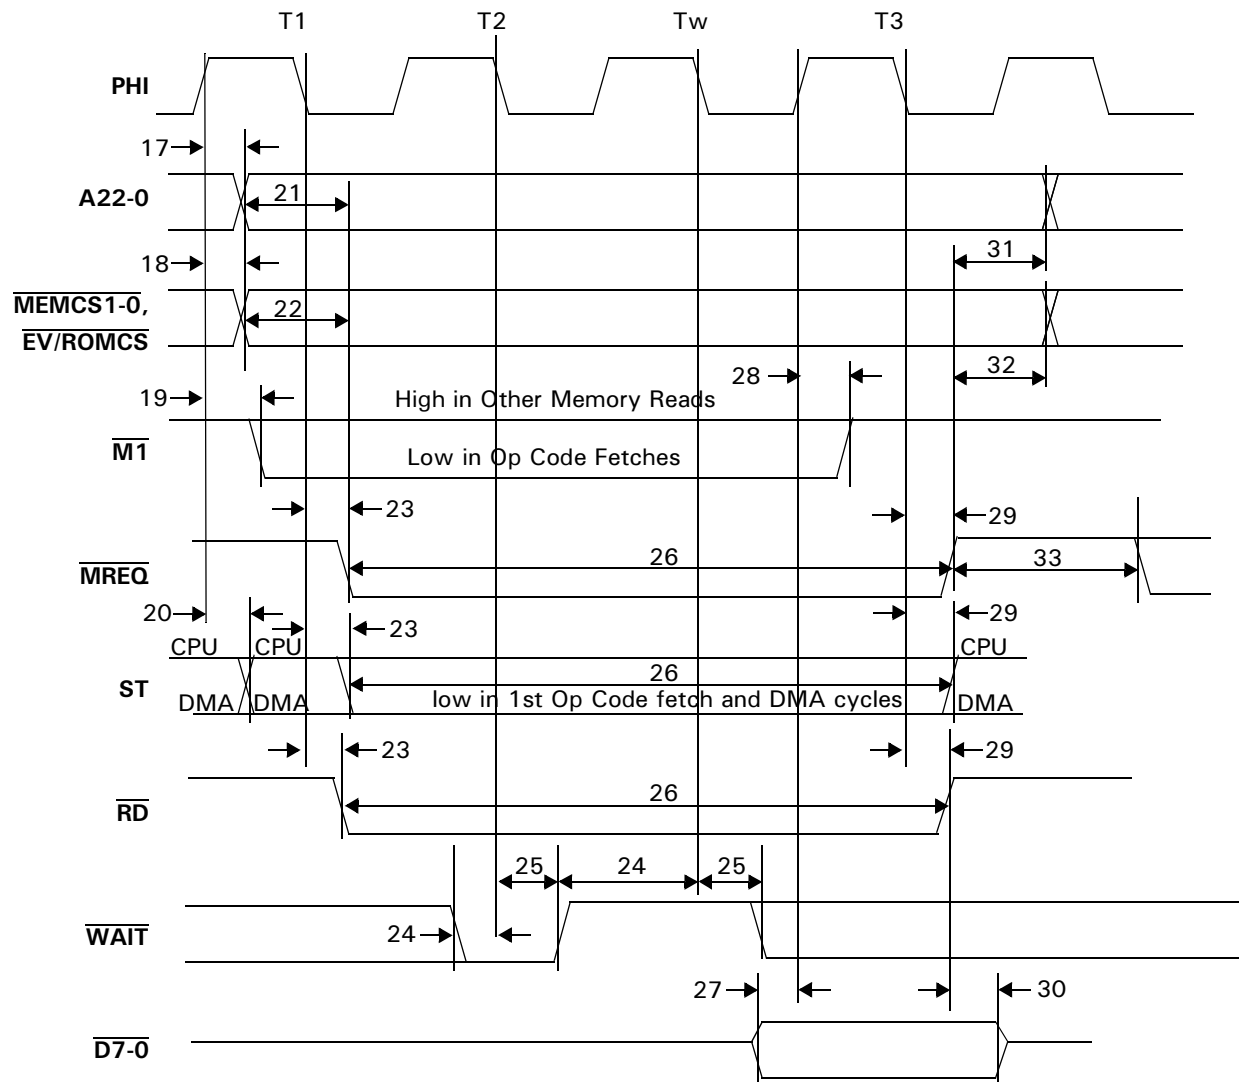 T1 T2 Tw T3
PHI
17
A22-0
21
18
31
MEMCS1-0,
EV/ROMCS
22
32
28
19
High in Other Memory Reads
M1
Low in Op Code Fetches
23
29
MREQ
26
33
20
23
29
CPU CPU CPU
ST
26
DMA DMA low in 1st Op Code fetch and DMA cycles DMA
23
29
RD
26
25 24 25
WAIT
24
27
30
D7-0